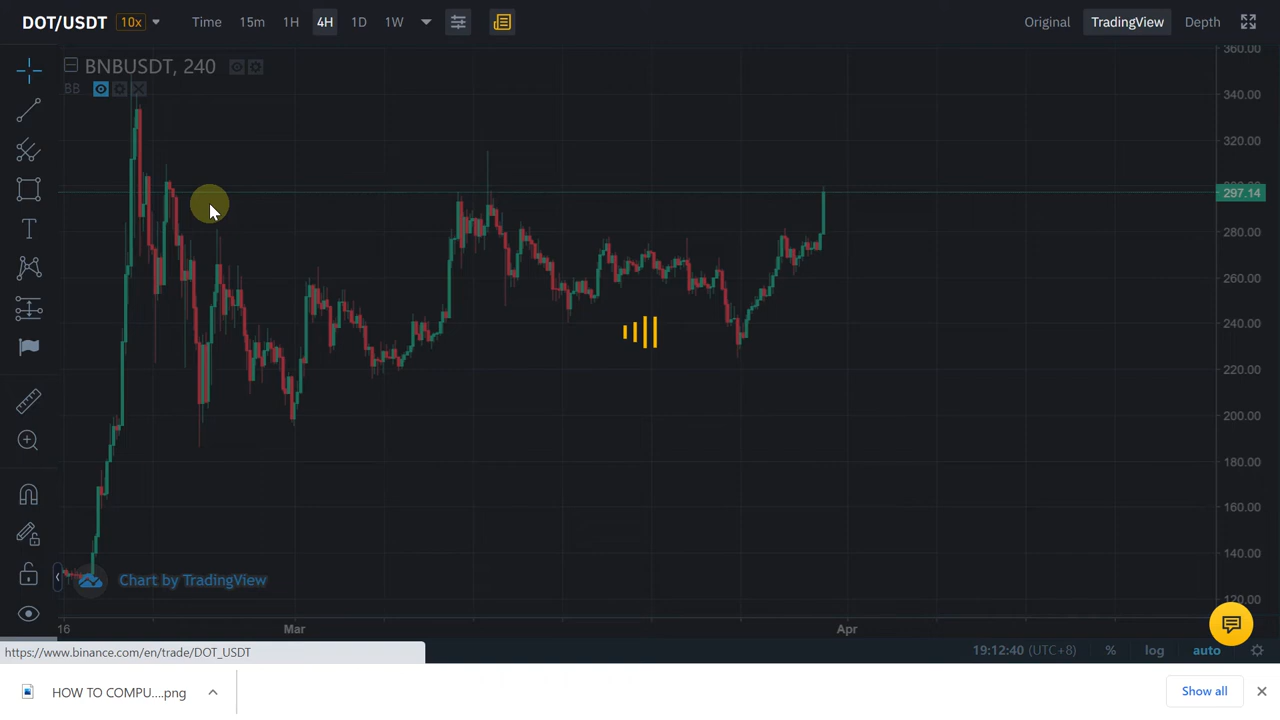 DOT/USDT 10x Time 15m 1H 4H 1D 1W Original TradingView Depth
360.00
BNBUSDT, 240
BB
340.00
320.00
297.14
280.00
260.00
240.00
220.00
200.00
180.00
160.00
140.00
Chart by TradingView
120.00
16 Mar Apr
https://www.binance.com/en/trade/DOT_USDT
19:12:40 (UTC+8) % log auto
HOW TO COMPU....png
Show all